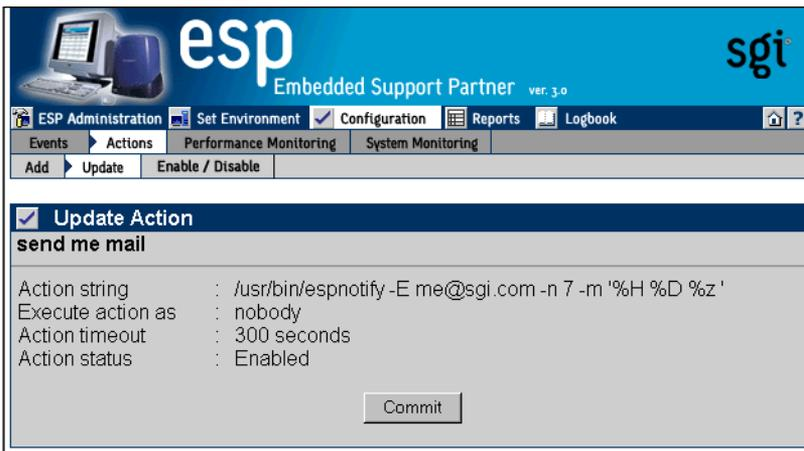 esp
Embedded Support Partner ver. 3.0
sgi
ESP Administration Set Environment Configuration Reports Logbook ?
Events Actions Performance Monitoring System Monitoring
Add Update Enable / Disable
Update Action
send me mail
Action string : /usr/bin/espnotify -E me@sgi.com -n 7 -m '%H %D %z '
Execute action as : nobody
Action timeout : 300 seconds
Action status : Enabled
Commit